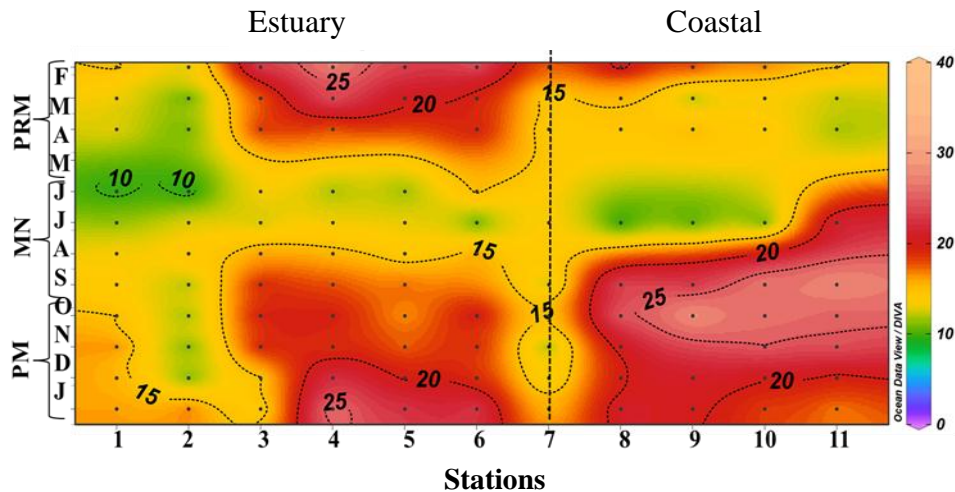 Estuary Coastal
PRM
MN
PM
F
M
A
M
J
J
A
S
O
N
D
J
25
20
15
10 10
15
20
25
15
15
20
25
20
1 2 3 4 5 6 7 8 9 10 11
Stations
40
30
20
10
0
Ocean Data View / DIVA